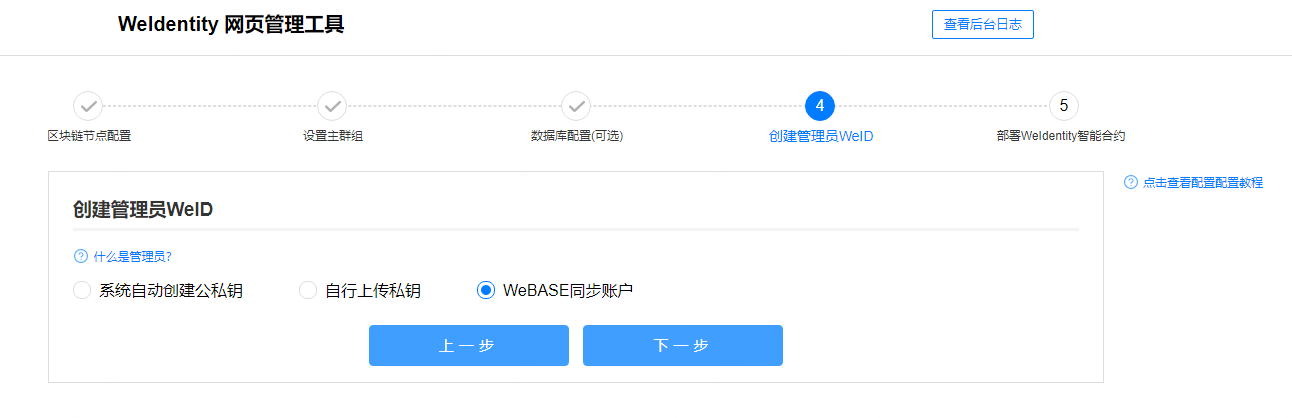 WeIdentity 网页管理工具
查看后台日志
4
5
区块链节点配置
设置主群组
数据库配置(可选)
创建管理员WeID
部署WeIdentity智能合约
点击查看配置配置教程
创建管理员WeID
什么是管理员?
系统自动创建公私钥
自行上传私钥
WeBASE同步账户
上一步
下一步